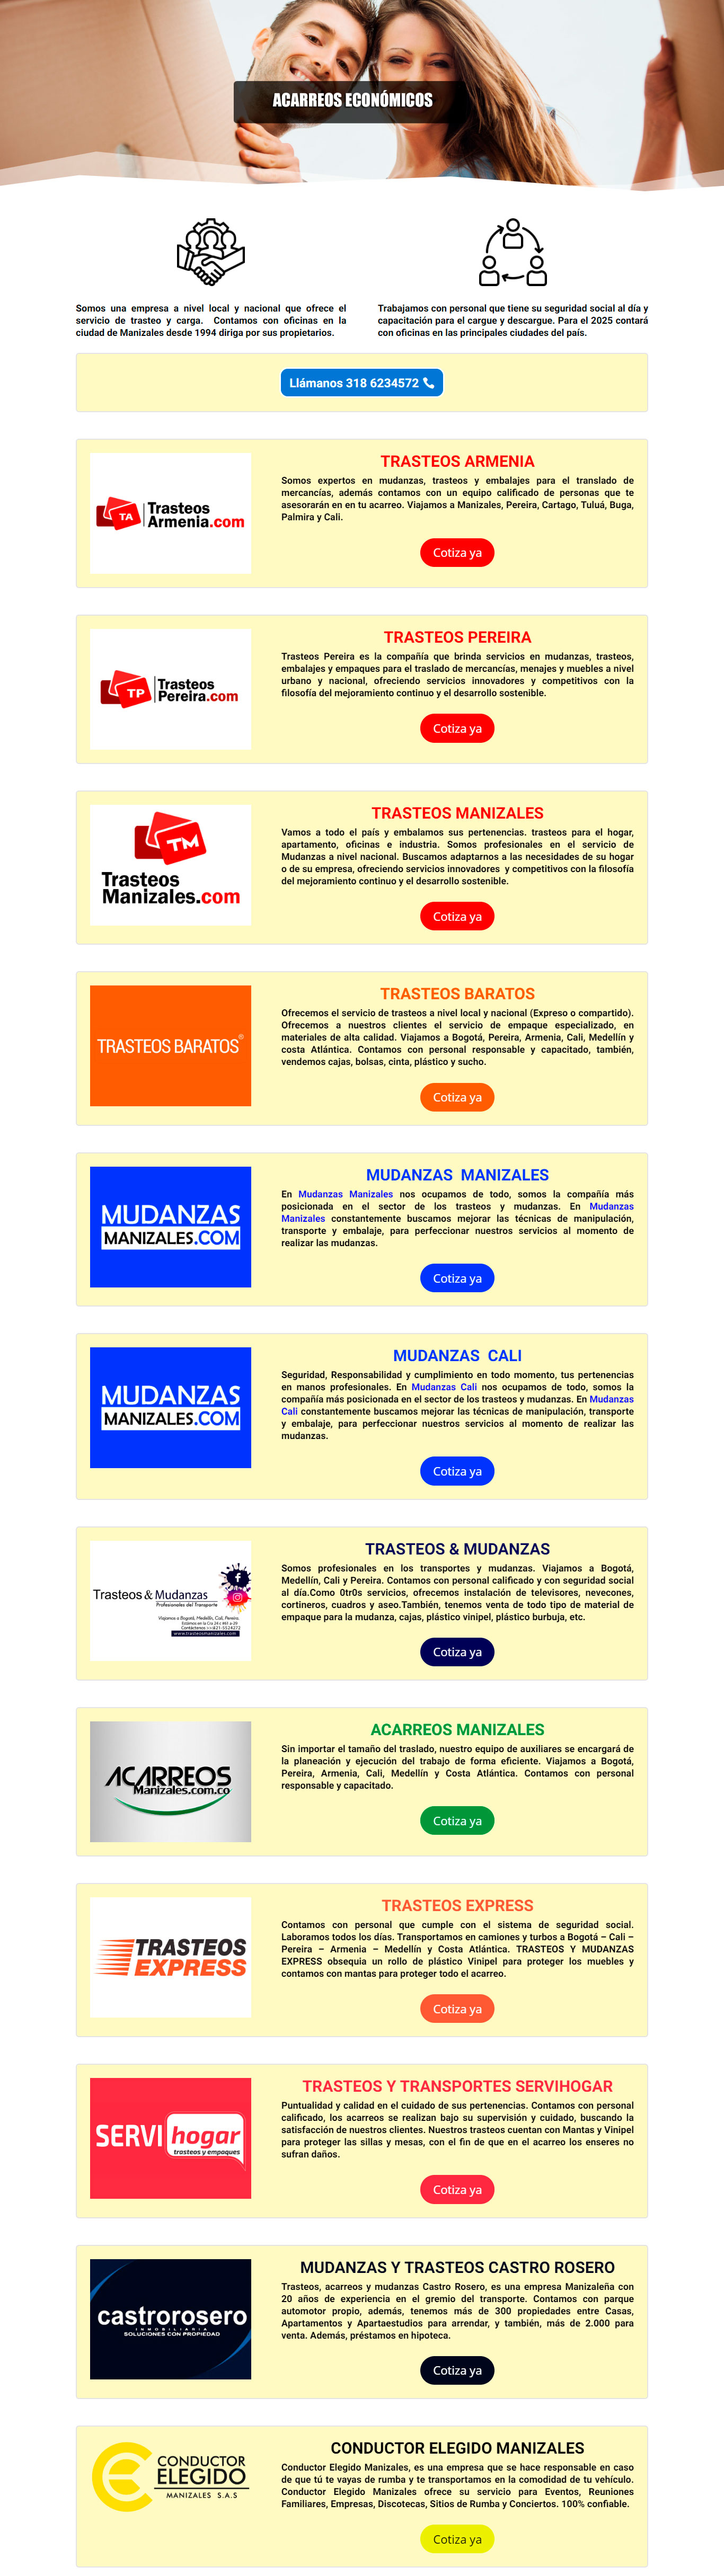 ACARREOS ECONÓMICOS
Somos una empresa a nivel local y nacional que ofrece el
servicio de trasteo y carga. Contamos con oficinas en la
ciudad de Manizales desde 1994 diriga por sus propietarios.
Trabajamos con personal que tiene su seguridad social al día y
capacitación para el cargue y descargue. Para el 2025 contará
con oficinas en las principales ciudades del país.
Llámanos 318 6234572
TA
Trasteos
Armenia.com
TRASTEOS ARMENIA
Somos expertos en mudanzas, trasteos y embalajes para el translado de
mercancías, además contamos con un equipo calificado de personas que te
asesorarán en en tu acarreo. Viajamos a Manizales, Pereira, Cartago, Tuluá, Buga,
Palmira y Cali.
Cotiza ya
TP
Trasteos
Pereira.com
TRASTEOS PEREIRA
Trasteos Pereira es la compañía que brinda servicios en mudanzas, trasteos,
embalajes y empaques para el traslado de mercancías, menajes y muebles a nivel
urbano y nacional, ofreciendo servicios innovadores y competitivos con la
filosofía del mejoramiento continuo y el desarrollo sostenible.
Cotiza ya
TM
Trasteos
Manizales.com
TRASTEOS MANIZALES
Vamos a todo el país y embalamos sus pertenencias. trasteos para el hogar,
apartamento, oficinas e industria. Somos profesionales en el servicio de
Mudanzas a nivel nacional. Buscamos adaptarnos a las necesidades de su hogar
o de su empresa, ofreciendo servicios innovadores y competitivos con la filosofía
del mejoramiento continuo y el desarrollo sostenible.
Cotiza ya
TRASTEOS BARATOS®
TRASTEOS BARATOS
Ofrecemos el servicio de trasteos a nivel local y nacional (Expreso o compartido).
Ofrecemos a nuestros clientes el servicio de empaque especializado, en
materiales de alta calidad. Viajamos a Bogotá, Pereira, Armenia, Cali, Medellín y
costa Atlántica. Contamos con personal responsable y capacitado, también,
vendemos cajas, bolsas, cinta, plástico y sucho.
Cotiza ya
MUDANZAS
MANIZALES.COM
MUDANZAS MANIZALES
En Mudanzas Manizales nos ocupamos de todo, somos la compañía más
posicionada en el sector de los trasteos y mudanzas. En Mudanzas
Manizales constantemente buscamos mejorar las técnicas de manipulación,
transporte y embalaje, para perfeccionar nuestros servicios al momento de
realizar las mudanzas.
Cotiza ya
MUDANZAS
MANIZALES.COM
MUDANZAS CALI
Seguridad, Responsabilidad y cumplimiento en todo momento, tus pertenencias
en manos profesionales. En Mudanzas Cali nos ocupamos de todo, somos la
compañía más posicionada en el sector de los trasteos y mudanzas. En Mudanzas
Cali constantemente buscamos mejorar las técnicas de manipulación, transporte
y embalaje, para perfeccionar nuestros servicios al momento de realizar las
mudanzas.
Cotiza ya
Trasteos & Mudanzas
Profesionales del Transporte
Viajamos a Bogotá, Medellín, Cali, Pereira.
www.trasteosmanizales.com
TRASTEOS & MUDANZAS
Somos profesionales en los transportes y mudanzas. Viajamos a Bogotá,
Medellín, Cali y Pereira. Contamos con personal calificado y con seguridad social
al día.Como 0tr0s servicios, ofrecemos instalación de televisores, nevecones,
cortineros, cuadros y aseo.También, tenemos venta de todo tipo de material de
empaque para la mudanza, cajas, plástico vinipel, plástico burbuja, etc.
Cotiza ya
ACARREOS
Manizales.com.co
ACARREOS MANIZALES
Sin importar el tamaño del traslado, nuestro equipo de auxiliares se encargará de
la planeación y ejecución del trabajo de forma eficiente. Viajamos a Bogotá,
Pereira, Armenia, Cali, Medellín y Costa Atlántica. Contamos con personal
responsable y capacitado.
Cotiza ya
TRASTEOS
EXPRESS
TRASTEOS EXPRESS
Contamos con personal que cumple con el sistema de seguridad social.
Laboramos todos los días. Transportamos en camiones y turbos a Bogotá – Cali –
Pereira – Armenia – Medellín y Costa Atlántica. TRASTEOS Y MUDANZAS
EXPRESS obsequia un rollo de plástico Vinipel para proteger los muebles y
contamos con mantas para proteger todo el acarreo.
Cotiza ya
SERVI hogar
trasteos y empaques
TRASTEOS Y TRANSPORTES SERVIHOGAR
Puntualidad y calidad en el cuidado de sus pertenencias. Contamos con personal
calificado, los acarreos se realizan bajo su supervisión y cuidado, buscando la
satisfacción de nuestros clientes. Nuestros trasteos cuentan con Mantas y Vinipel
para proteger las sillas y mesas, con el fin de que en el acarreo los enseres no
sufran daños.
Cotiza ya
castrorosero
INMOBILIARIA
SOLUCIONES CON PROPIEDAD
MUDANZAS Y TRASTEOS CASTRO ROSERO
Trasteos, acarreos y mudanzas Castro Rosero, es una empresa Manizaleña con
20 años de experiencia en el gremio del transporte. Contamos con parque
automotor propio, además, tenemos más de 300 propiedades entre Casas,
Apartamentos y Apartaestudios para arrendar, y también, más de 2.000 para
venta. Además, préstamos en hipoteca.
Cotiza ya
CONDUCTOR
ELEGIDO
MANIZALES S.A.S
CONDUCTOR ELEGIDO MANIZALES
Conductor Elegido Manizales, es una empresa que se hace responsable en caso
de que tú te vayas de rumba y te transportamos en la comodidad de tu vehículo.
Conductor Elegido Manizales ofrece su servicio para Eventos, Reuniones
Familiares, Empresas, Discotecas, Sitios de Rumba y Conciertos. 100% confiable.
Cotiza ya